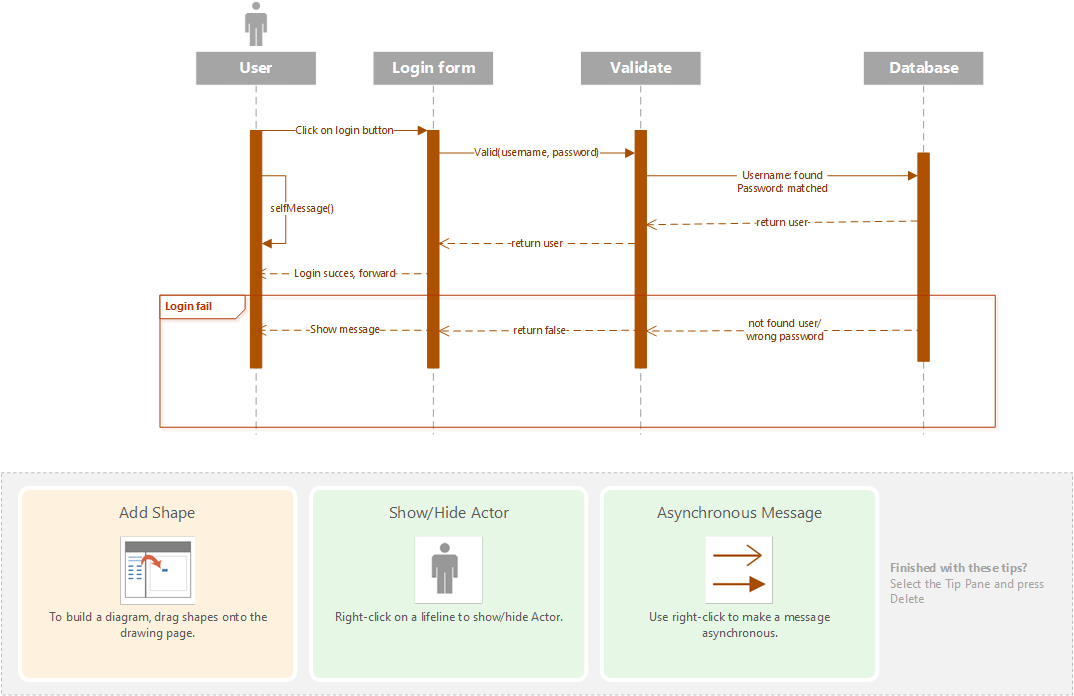 User
Login form
Validate
Database
Click on login button
Valid(username, password)
Username: found
Password: matched
selfMessage()
return user
return user
Login succes, forward
Login fail
not found user/
wrong password
return false
Show message
Add Shape
To build a diagram, drag shapes onto the
drawing page.
Show/Hide Actor
Right-click on a lifeline to show/hide Actor.
Asynchronous Message
Use right-click to make a message
asynchronous.
Finished with these tips?
Select the Tip Pane and press
Delete